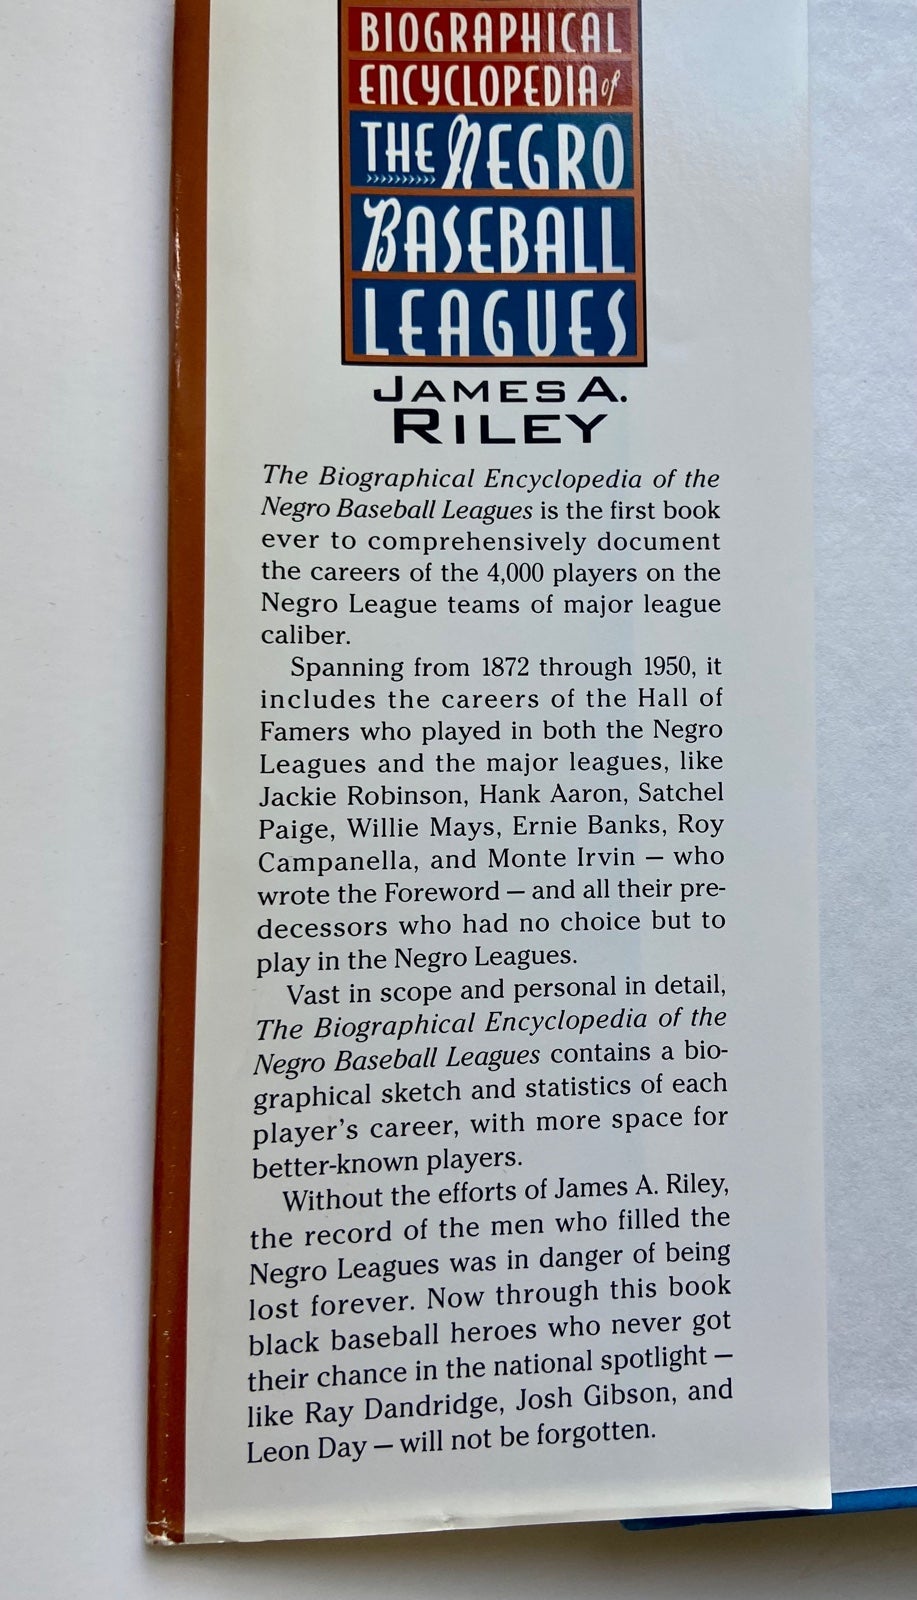 BIOGRAPHICAL
ENCYCLOPEDIA of
THE NEGRO
BASEBALL
LEAGUES
JAMES A.
RILEY
The Biographical Encyclopedia of the
Negro Baseball Leagues is the first book
ever to comprehensively document
the careers of the 4,000 players on the
Negro League teams of major league
caliber.
Spanning from 1872 through 1950, it
includes the careers of the Hall of
Famers who played in both the Negro
Leagues and the major leagues, like
Jackie Robinson, Hank Aaron, Satchel
Paige, Willie Mays, Ernie Banks, Roy
Campanella, and Monte Irvin — who
wrote the Foreword — and all their pre-
decessors who had no choice but to
play in the Negro Leagues.
Vast in scope and personal in detail,
The Biographical Encyclopedia of the
Negro Baseball Leagues contains a bio-
graphical sketch and statistics of each
player's career, with more space for
better-known players.
Without the efforts of James A. Riley,
the record of the men who filled the
Negro Leagues was in danger of being
lost forever. Now through this book
black baseball heroes who never got
their chance in the national spotlight —
like Ray Dandridge, Josh Gibson, and
Leon Day — will not be forgotten.